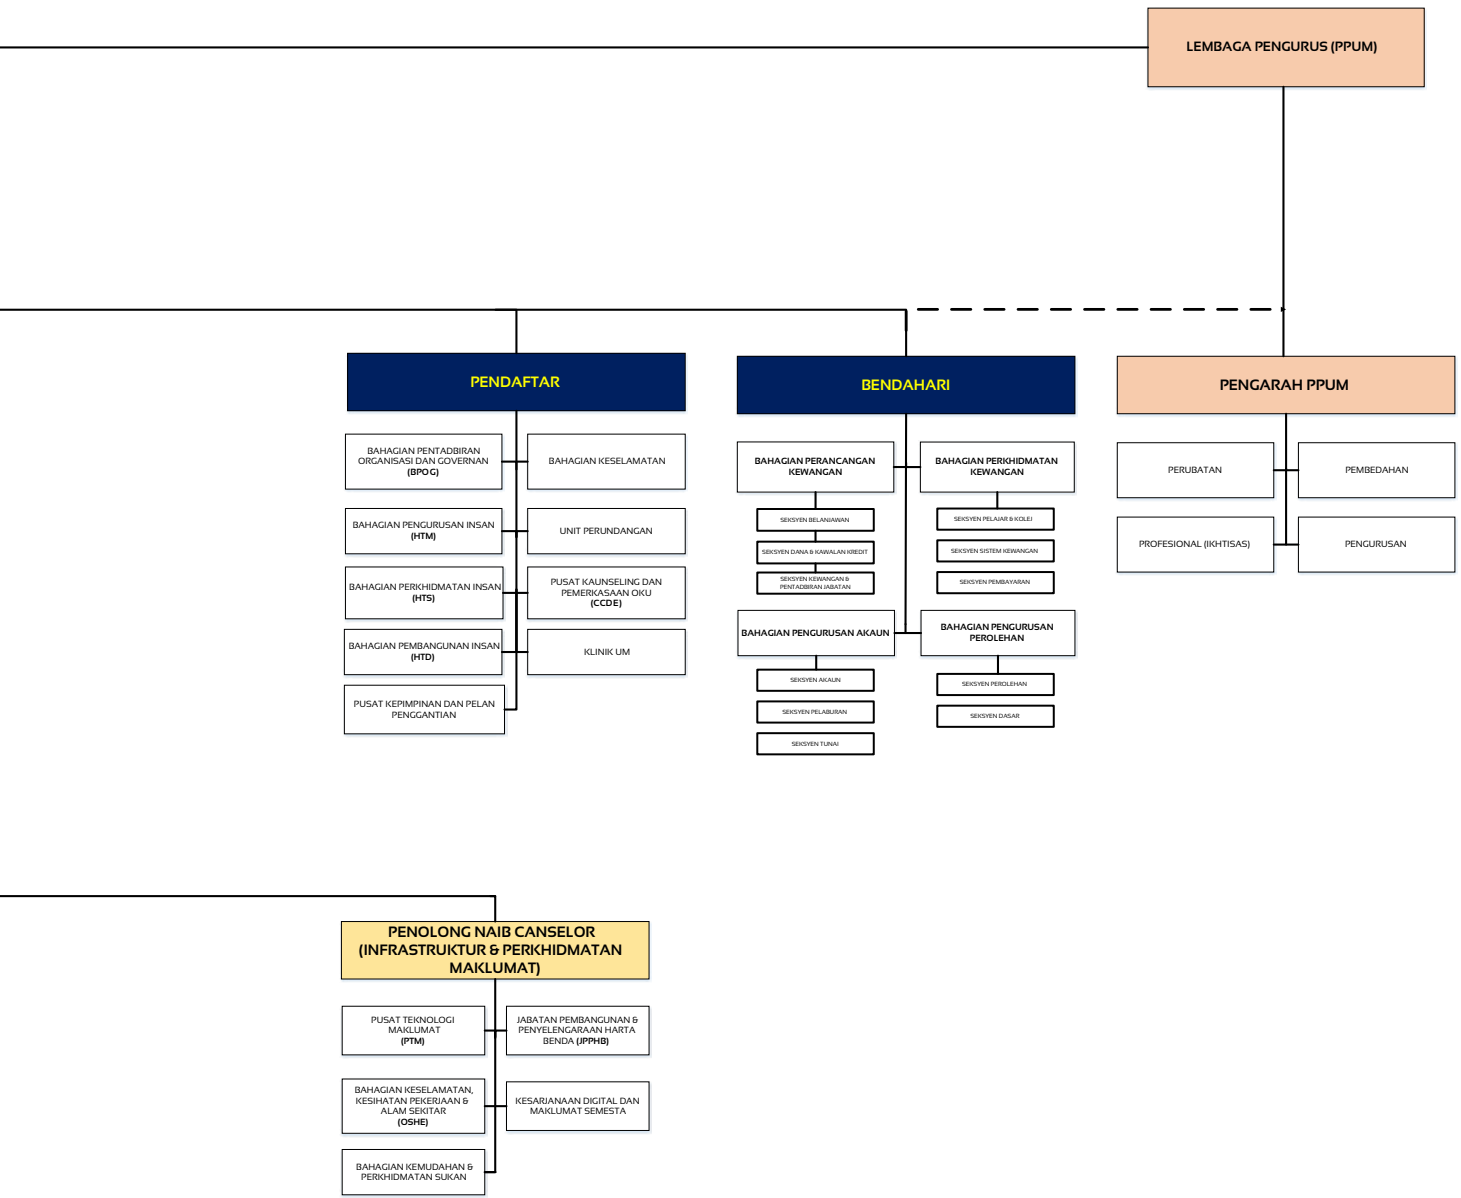 LEMBAGA PENGURUS (PPUM)
PENDAFTAR
BAHAGIAN PENTADBIRAN
ORGANISASI DAN GOVERNAN
(BPOG)
BAHAGIAN KESELAMATAN
BAHAGIAN PENGURUSAN INSAN
(HTM)
UNIT PERUNDANGAN
BAHAGIAN PERKHIDMATAN INSAN
(HTS)
PUSAT KAUNSELING DAN
PEMERKASAAN OKU
(CCDE)
BAHAGIAN PEMBANGUNAN INSAN
(HTD)
KLINIK UM
PUSAT KEPIMPINAN DAN PELAN
PENGGANTIAN
BENDAHARI
BAHAGIAN PERANCANGAN
KEWANGAN
SEKSYEN BELANJAWAN
SEKSYEN DANA & KAWALAN KREDIT
SEKSYEN KEWANGAN &
PENTADBIRAN JABATAN
BAHAGIAN PERKHIDMATAN
KEWANGAN
SEKSYEN PELAJAR & KOLEJ
SEKSYEN SISTEM KEWANGAN
SEKSYEN PEMBAYARAN
BAHAGIAN PENGURUSAN AKAUN
SEKSYEN AKAUN
SEKSYEN PELABURAN
SEKSYEN TUNAI
BAHAGIAN PENGURUSAN
PEROLEHAN
SEKSYEN PEROLEHAN
SEKSYEN DASAR
PENGARAH PPUM
PERUBATAN
PEMBEDAHAN
PROFESIONAL (IKHTISAS)
PENGURUSAN
PENOLONG NAIB CANSELOR
(INFRASTRUKTUR & PERKHIDMATAN
MAKLUMAT)
PUSAT TEKNOLOGI
MAKLUMAT
(PTM)
JABATAN PEMBANGUNAN &
PENYELENGARAAN HARTA
BENDA (JPPHB)
BAHAGIAN KESELAMATAN,
KESIHATAN PEKERJAAN &
ALAM SEKITAR
(OSHE)
KESARJANAAN DIGITAL DAN
MAKLUMAT SEMESTA
BAHAGIAN KEMUDAHAN &
PERKHIDMATAN SUKAN